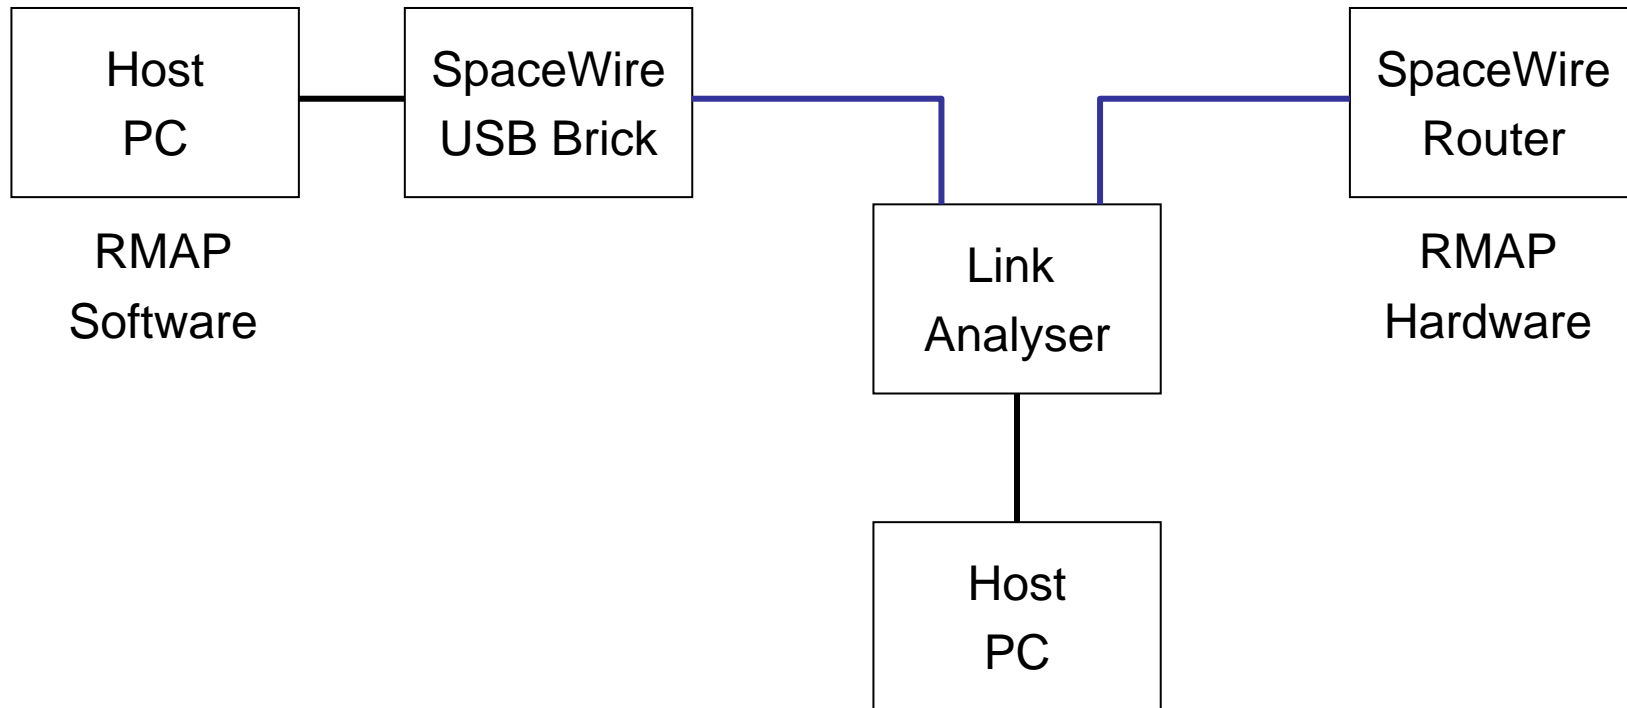 Host
PC
SpaceWire
USB Brick
SpaceWire
Router
RMAP
Software
Link
Analyser
RMAP
Hardware
Host
PC